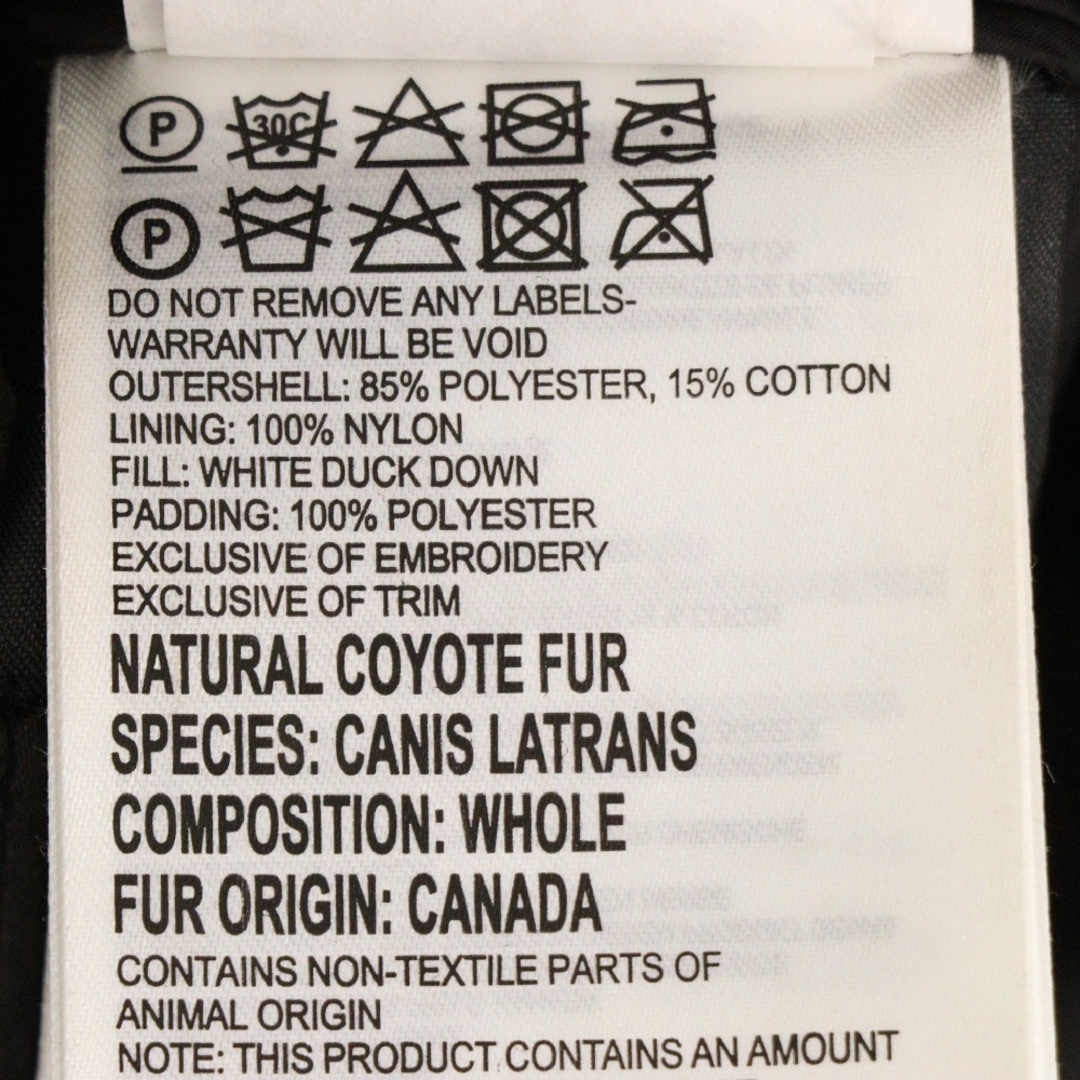 P 30C
P
DO NOT REMOVE ANY LABELS-
WARRANTY WILL BE VOID
OUTERSHELL: 85% POLYESTER, 15% COTTON
LINING: 100% NYLON
FILL: WHITE DUCK DOWN
PADDING: 100% POLYESTER
EXCLUSIVE OF EMBROIDERY
EXCLUSIVE OF TRIM
NATURAL COYOTE FUR
SPECIES: CANIS LATRANS
COMPOSITION: WHOLE
FUR ORIGIN: CANADA
CONTAINS NON-TEXTILE PARTS OF
ANIMAL ORIGIN
NOTE: THIS PRODUCT CONTAINS AN AMOUNT